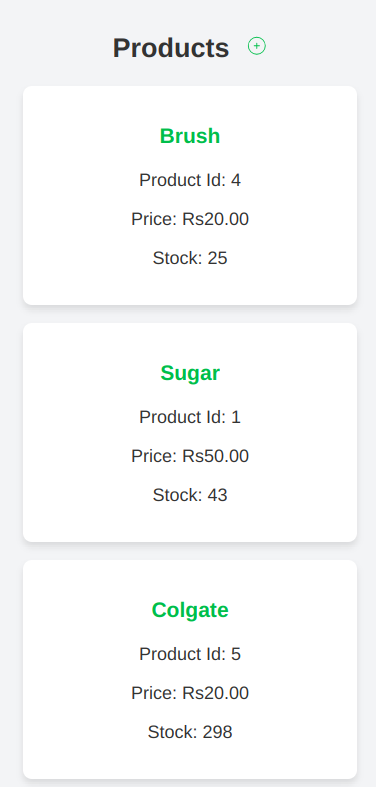 Products +
Brush
Product Id: 4
Price: Rs20.00
Stock: 25
Sugar
Product Id: 1
Price: Rs50.00
Stock: 43
Colgate
Product Id: 5
Price: Rs20.00
Stock: 298